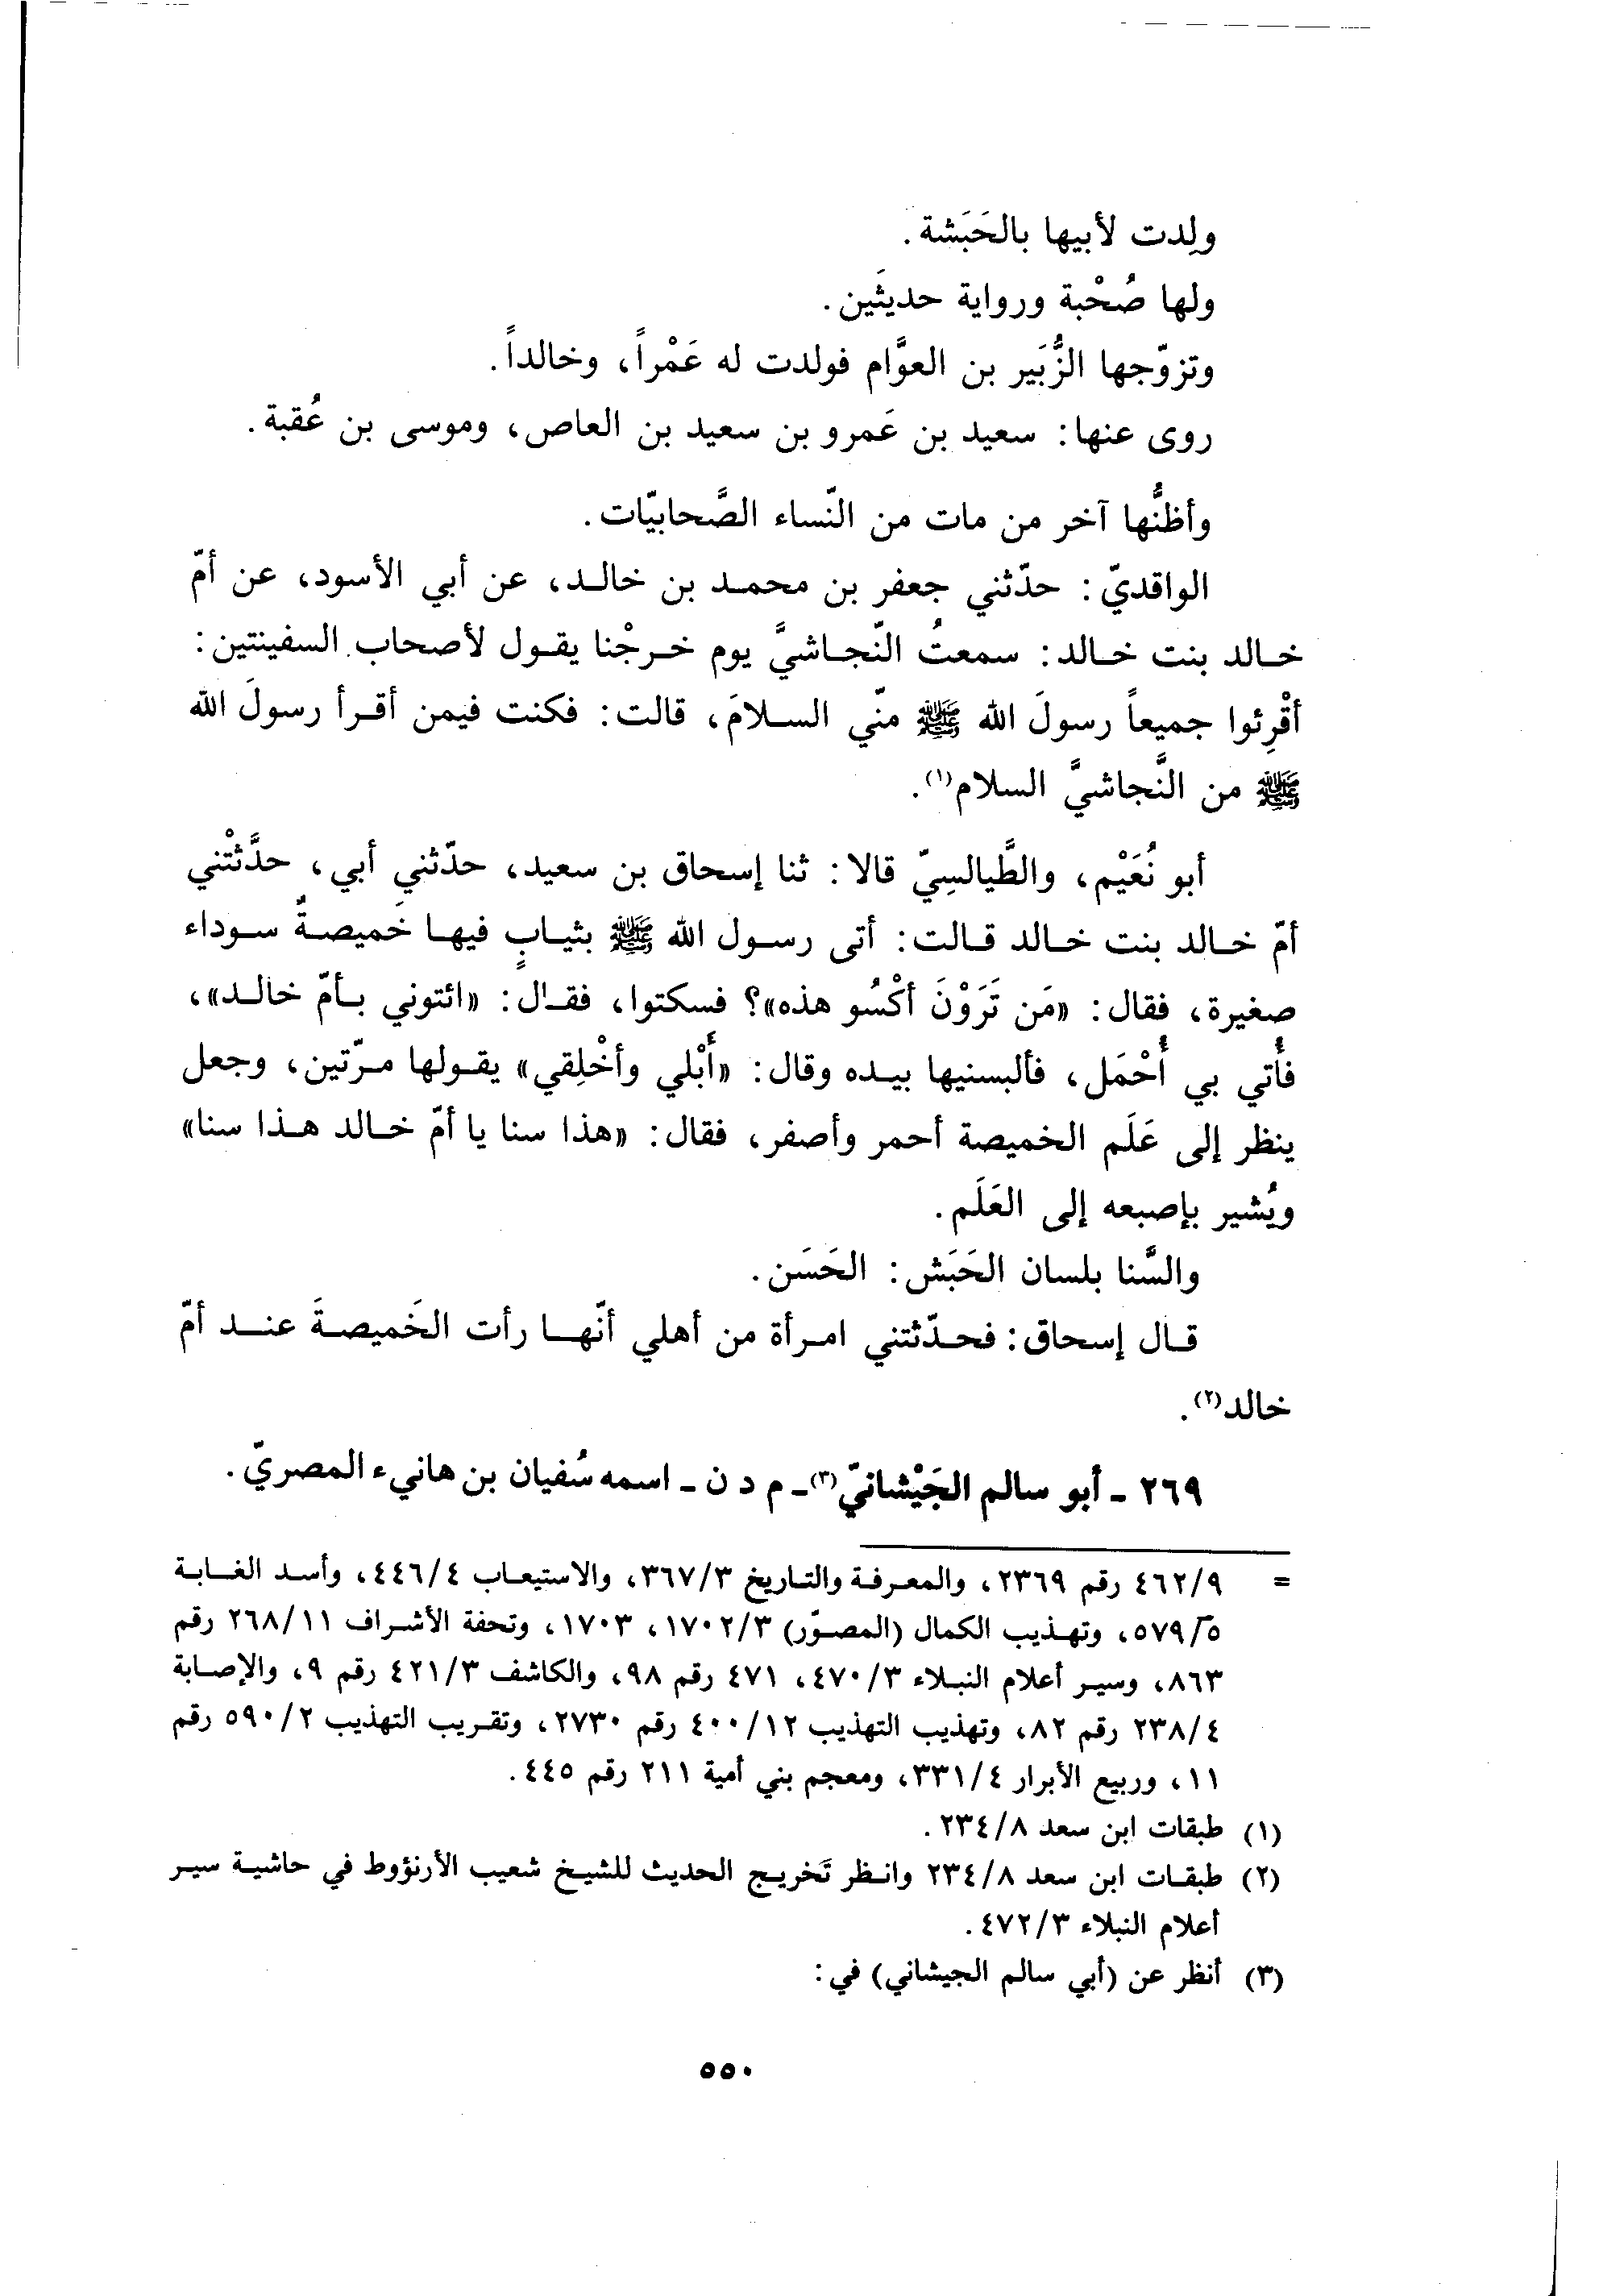 ولِدت لأبيها بالحَبَشة.
ولها صُحْبة ورواية حديثَين.
وتزوّجها الزُّبَير بن العوَّام فولدت له عَمْراً، وخالداً.
روى عنها: سعيد بن عَمرو بن سعيد بن العاص، وموسى بن عُقبة.
وأظنُّها آخر من مات من النّساء الصَّحابيّات.
الواقديّ: حدّثني جعفر بن محمد بن خالد، عن أبي الأسود، عن أمّ
خالد بنت خالد: سمعتُ النّجاشيَّ يوم خرجْنا يقول لأصحاب السفينتين:
أقْرِئوا جميعاً رسولَ الله ﷺ منّي السلامَ، قالت: فكنت فيمن أقرأ رسولَ الله
ﷺ من النَّجاشيَّ السلام(١).
أبو نُعَيْم، والطَّيالسِيّ قالا: ثنا إسحاق بن سعيد، حدّثني أبي، حدَّثتْني
أمّ خالد بنت خالد قالت: أتى رسول الله ﷺ بثيابٍ فيها خَميصةٌ سوداء
صغيرة، فقال: «مَن تَرَوْنَ أكْسُو هذه»؟ فسكتوا، فقال: «ائتوني بأمّ خالد»،
فأُتي بي أُحْمَل، فألبسنيها بيده وقال: «أَبْلي وأخْلِقي» يقولها مرّتين، وجعل
ينظر إلى عَلَم الخميصة أحمر وأصفر، فقال: «هذا سنا يا أمّ خالد هذا سنا»
ويُشير بإصبعه إلى العَلَم.
والسَّنا بلسان الحَبَش: الحَسَن.
قال إسحاق: فحدّثتني امرأة من أهلي أنّها رأت الخَميصةَ عند أمّ
خالد(٢).
٢٦٩ - أبو سالم الجَيْشانيّ(٣) - م د ن - اسمه سُفيان بن هانيء المصريّ.
= ٤٦٢/٩ رقم ٢٣٦٩، والمعرفة والتاريخ ٣٦٧/٣، والاستيعاب ٤٤٦/٤، وأسد الغابة
٥٧٩/٥، وتهذيب الكمال (المصوّر) ١٧٠٢/٣، ١٧٠٣، وتحفة الأشراف ٢٦٨/١١ رقم
٨٦٣، وسير أعلام النبلاء ٤٧٠/٣، ٤٧١ رقم ٩٨، والكاشف ٤٢١/٣ رقم ٩، والإصابة
٢٣٨/٤ رقم ٨٢، وتهذيب التهذيب ٤٠٠/١٢ رقم ٢٧٣٠، وتقريب التهذيب ٥٩٠/٢ رقم
١١، وربيع الأبرار ٣٣١/٤، ومعجم بني أمية ٢١١ رقم ٤٤٥.
(١) طبقات ابن سعد ٢٣٤/٨.
(٢) طبقات ابن سعد ٢٣٤/٨ وانظر تَخريج الحديث للشيخ شعيب الأرنؤوط في حاشية سير
أعلام النبلاء ٤٧٢/٣.
(٣) أنظر عن (أبي سالم الجيشاني) في:
٥٥٠